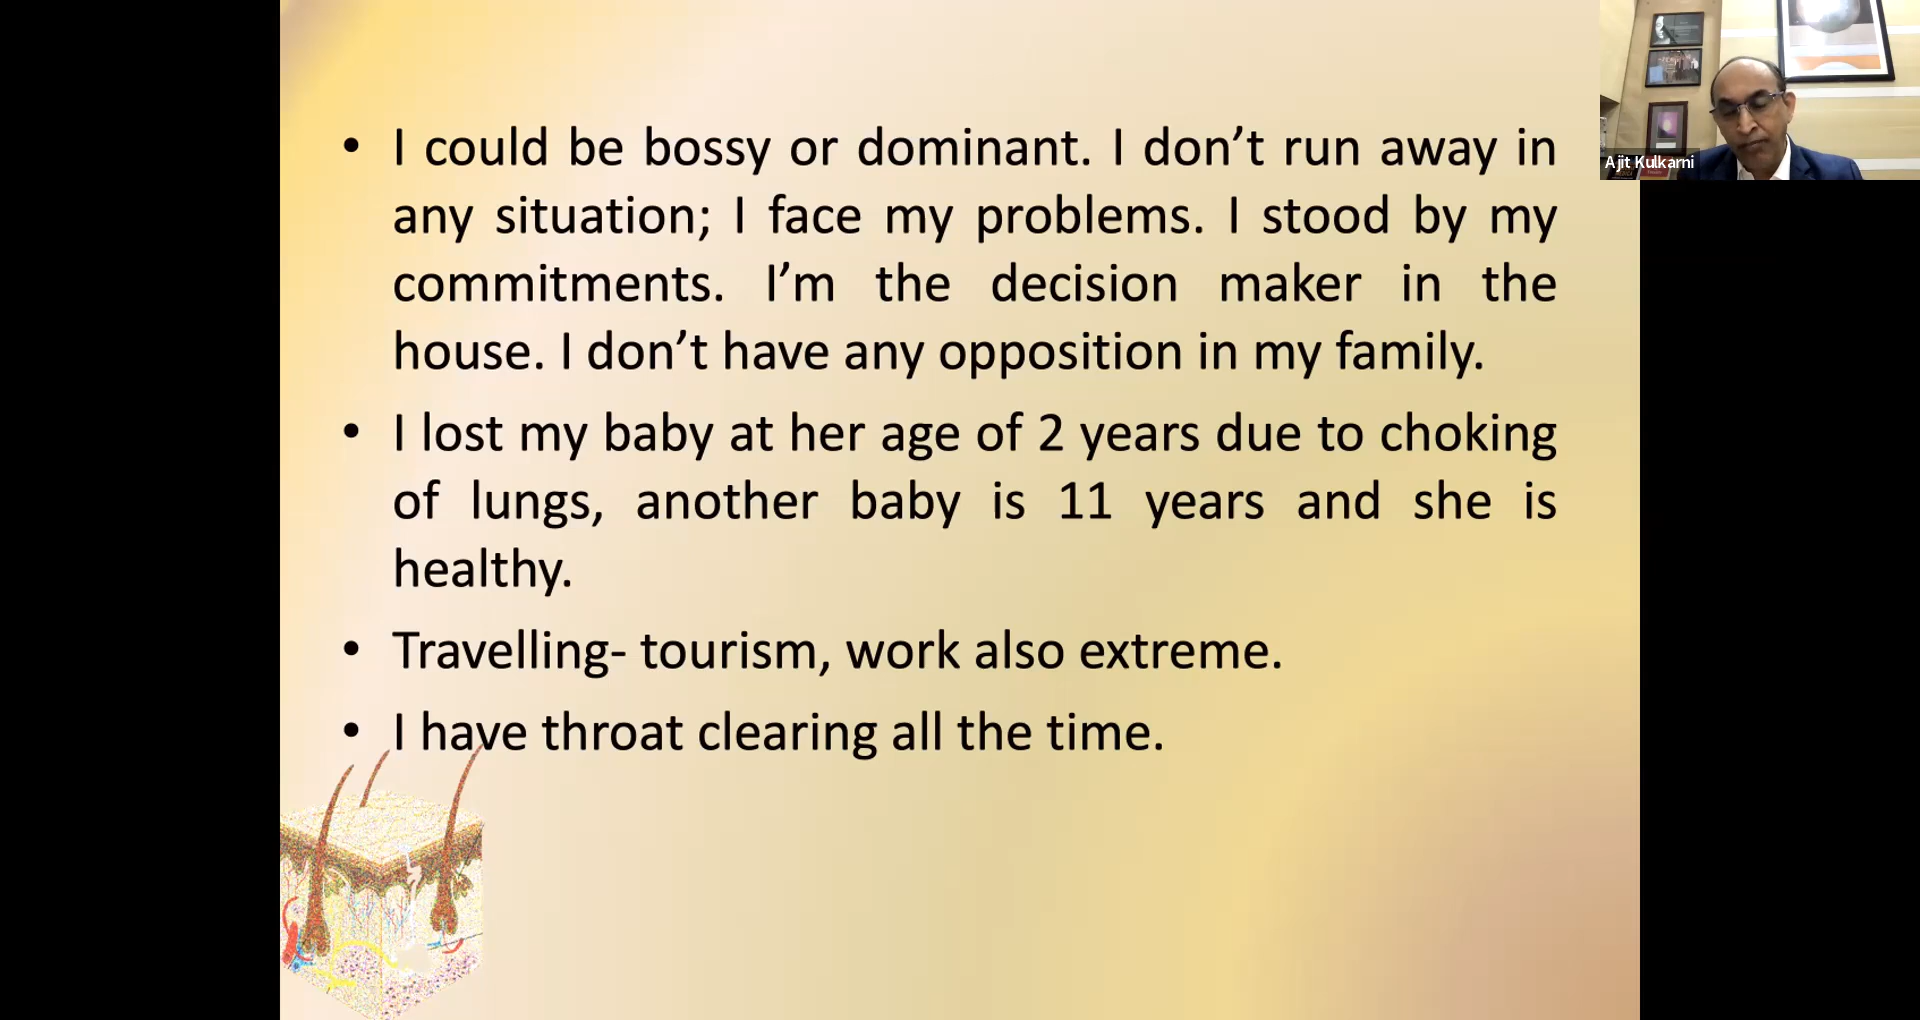 • I could be bossy or dominant. I don’t run away in
any situation; I face my problems. I stood by my
commitments. I’m the decision maker in the
house. I don’t have any opposition in my family.
• I lost my baby at her age of 2 years due to choking
of lungs, another baby is 11 years and she is
healthy.
• Travelling- tourism, work also extreme.
• I have throat clearing all the time.
Ajit Kulkarni